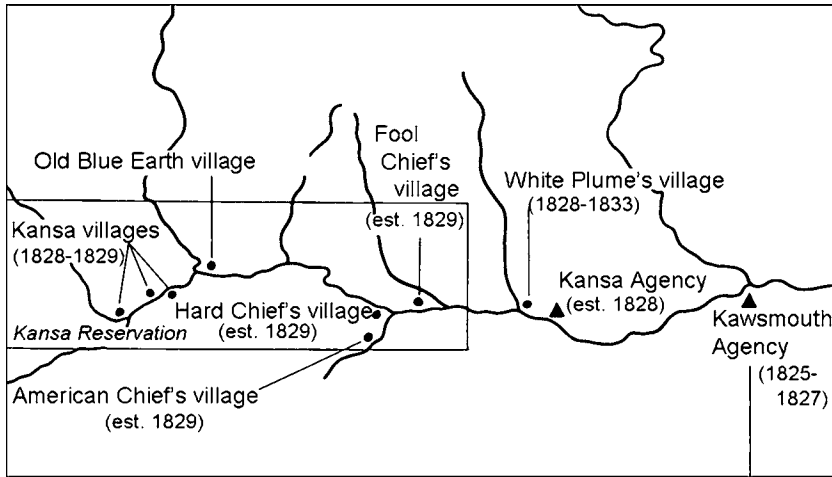 Fool
Chief's
village
(est. 1829)
Old Blue Earth village
White Plume's village
(1828-1833)
Kansa villages
(1828-1829)
Kansa Agency
(est. 1828)
Hard Chief's village
(est. 1829)
Kansa Reservation
Kawsmouth
Agency
(1825-
1827)
American Chief's village
(est. 1829)